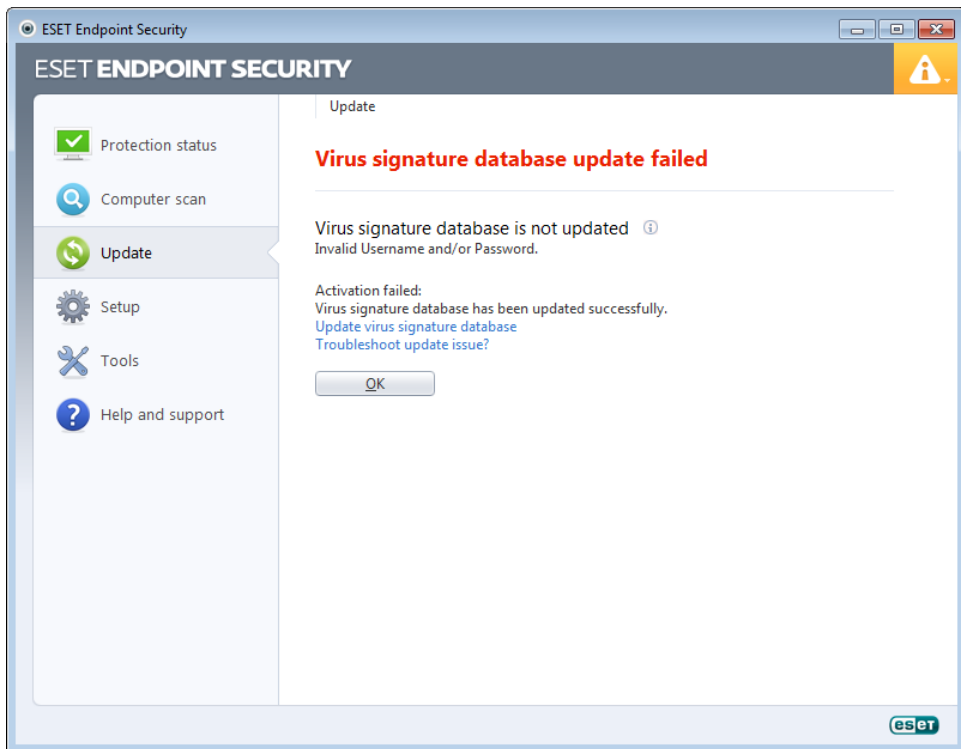 ESET Endpoint Security
ESET ENDPOINT SECURITY
Protection status
Computer scan
Update
Setup
Tools
Help and support
Update
Virus signature database update failed
Virus signature database is not updated
Invalid Username and/or Password.
Activation failed:
Virus signature database has been updated successfully.
Update virus signature database
Troubleshoot update issue?
OK
eseT